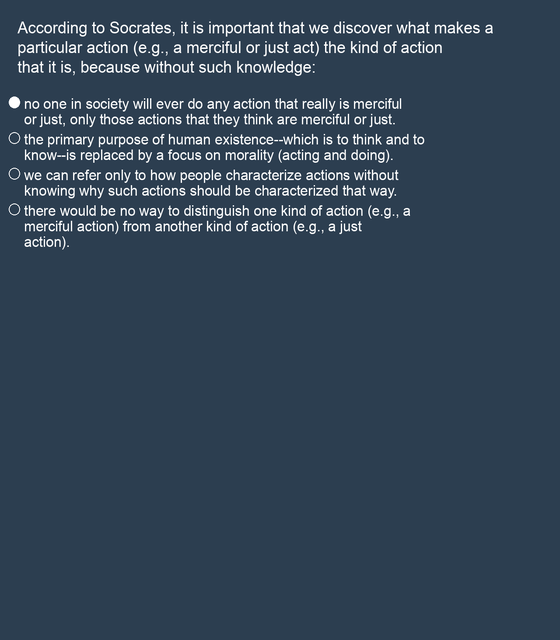 According to Socrates, it is important that we discover what makes a
particular action (e.g., a merciful or just act) the kind of action
that it is, because without such knowledge:
no one in society will ever do any action that really is merciful
or just, only those actions that they think are merciful or just.
the primary purpose of human existence--which is to think and to
know--is replaced by a focus on morality (acting and doing).
we can refer only to how people characterize actions without
knowing why such actions should be characterized that way.
there would be no way to distinguish one kind of action (e.g., a
merciful action) from another kind of action (e.g., a just
action).